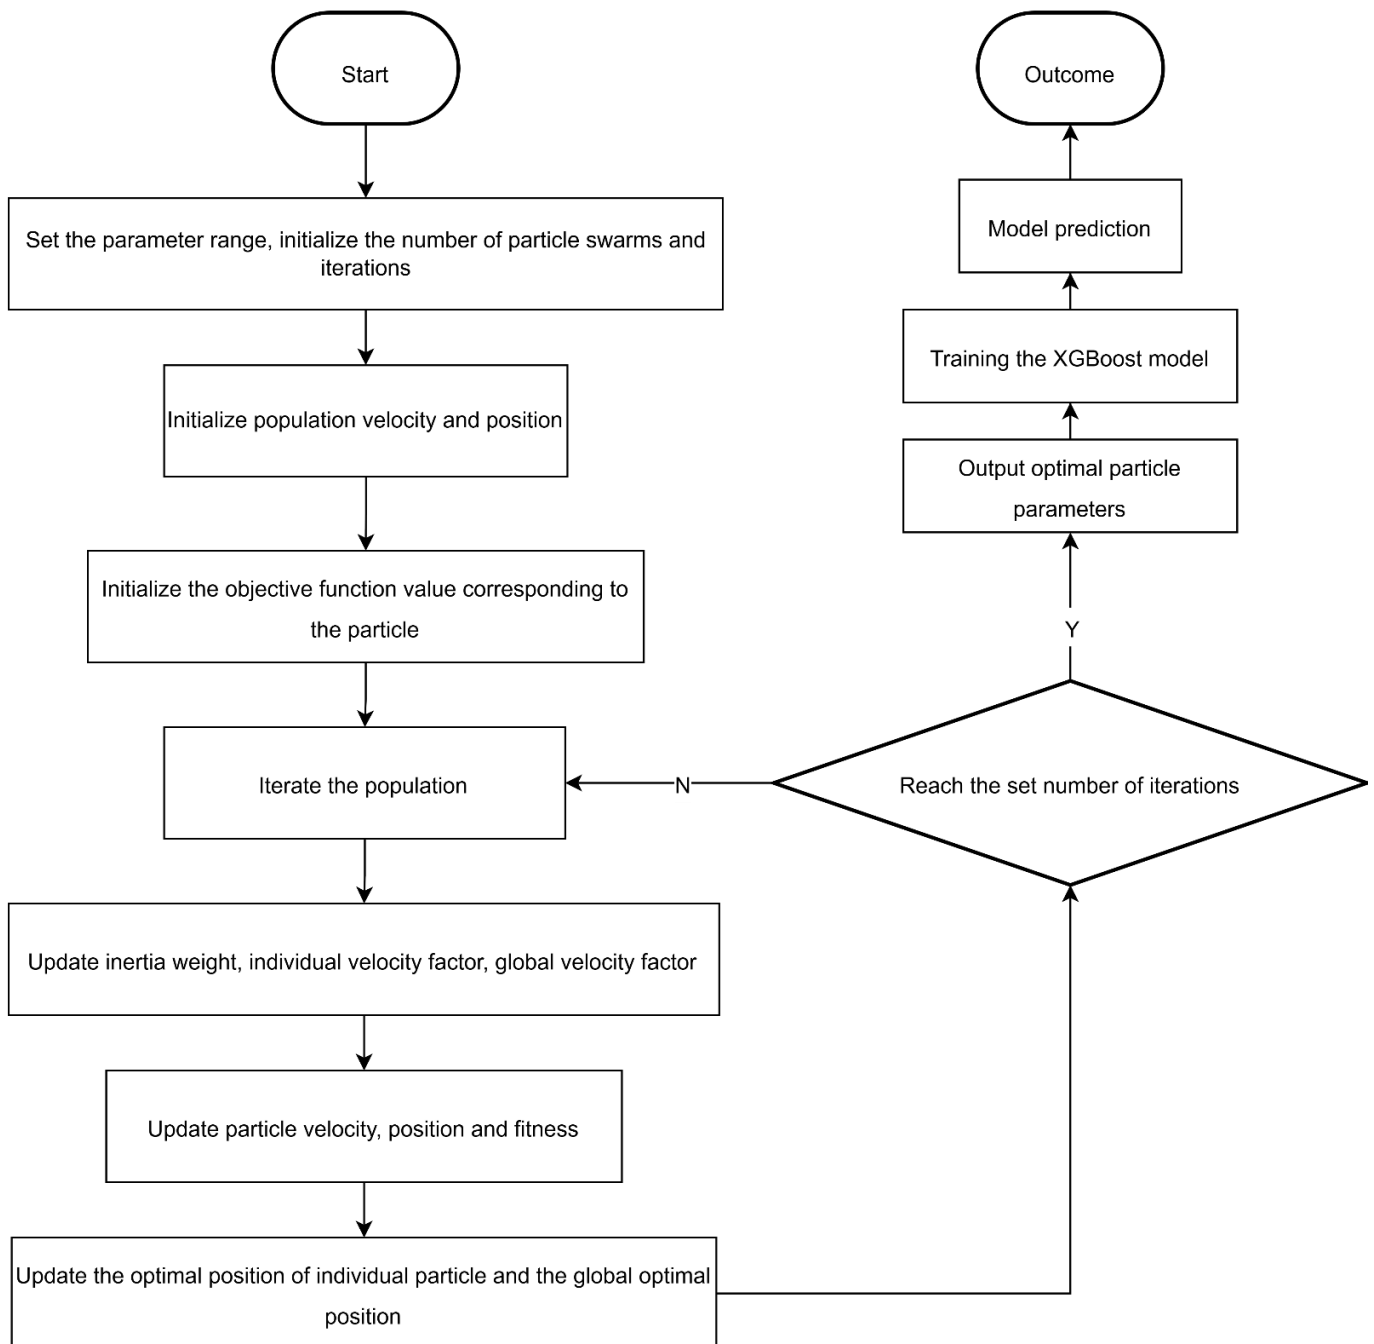 Start
Set the parameter range, initialize the number of particle swarms and
iterations
Initialize population velocity and position
Initialize the objective function value corresponding to
the particle
Iterate the population
Update inertia weight, individual velocity factor, global velocity factor
Update particle velocity, position and fitness
Update the optimal position of individual particle and the global optimal
position
Reach the set number of iterations
N
Y
Output optimal particle
parameters
Training the XGBoost model
Model prediction
Outcome